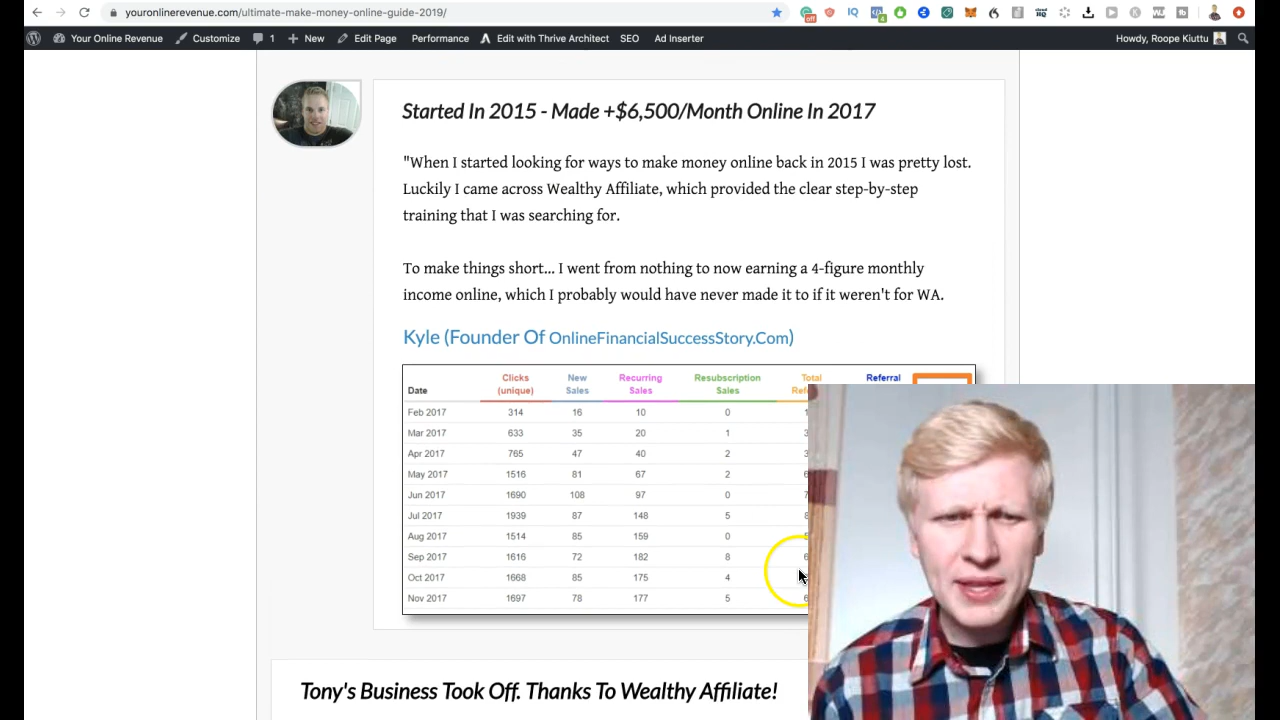 youronlinerevenue.com/ultimate-make-money-online-guide-2019/
Your Online Revenue Customize 1 New Edit Page Performance Edit with Thrive Architect SEO Ad Inserter Howdy, Roope Kiuttu
Started In 2015 - Made +$6,500/Month Online In 2017
"When I started looking for ways to make money online back in 2015 I was pretty lost.
Luckily I came across Wealthy Affiliate, which provided the clear step-by-step
training that I was searching for.
To make things short... I went from nothing to now earning a 4-figure monthly
income online, which I probably would have never made it to if it weren't for WA.
Kyle (Founder Of OnlineFinancialSuccessStory.Com)
Clicks New Recurring Resubscription Total Referral
Date (unique) Sales Sales Sales
Feb 2017 314 16 10 0
Mar 2017 633 35 20 1
Apr 2017 765 47 40 2
May 2017 1516 81 67 2
Jun 2017 1690 108 97 0
Jul 2017 1939 87 148 5
Aug 2017 1514 85 159 0
Sep 2017 1616 72 182 8
Oct 2017 1668 85 175 4
Nov 2017 1697 78 177 5
Tony's Business Took Off. Thanks To Wealthy Affiliate!